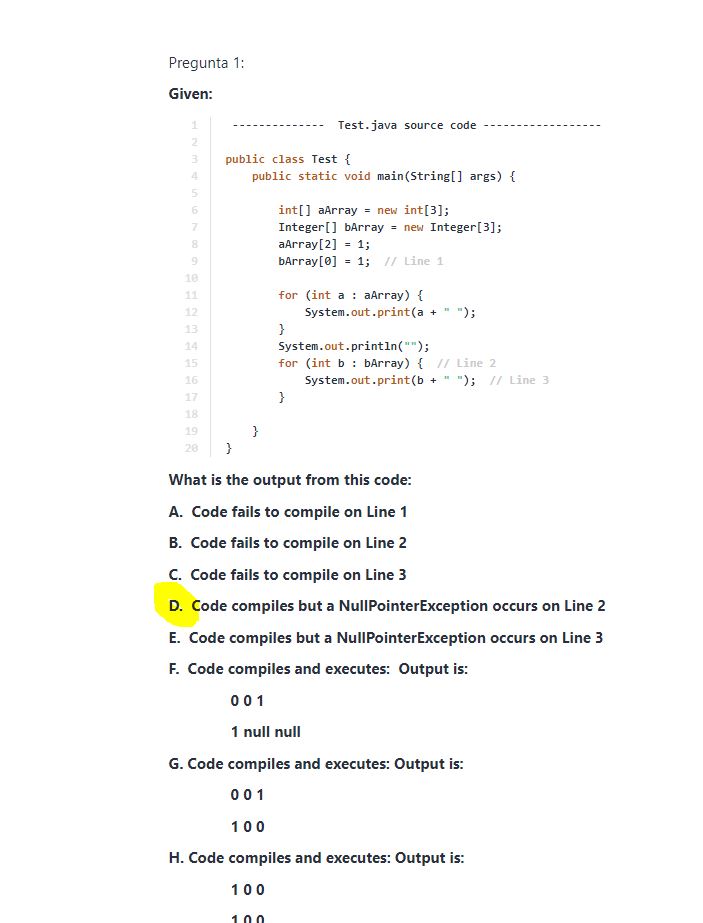 Pregunta 1:
Given:
1 -------------- Test.java source code ------------------
2
3 public class Test {
4     public static void main(String[] args) {
5
6         int[] aArray = new int[3];
7         Integer[] bArray = new Integer[3];
8         aArray[2] = 1;
9         bArray[0] = 1;  // Line 1
10
11         for (int a : aArray) {
12             System.out.print(a + " ");
13         }
14         System.out.println("");
15         for (int b : bArray) {  // Line 2
16             System.out.print(b + " ");  // Line 3
17         }
18
19     }
20 }
What is the output from this code:
A. Code fails to compile on Line 1
B. Code fails to compile on Line 2
C. Code fails to compile on Line 3
D. Code compiles but a NullPointerException occurs on Line 2
E. Code compiles but a NullPointerException occurs on Line 3
F. Code compiles and executes: Output is:
0 0 1
1 null null
G. Code compiles and executes: Output is:
0 0 1
1 0 0
H. Code compiles and executes: Output is:
1 0 0
1 0 0